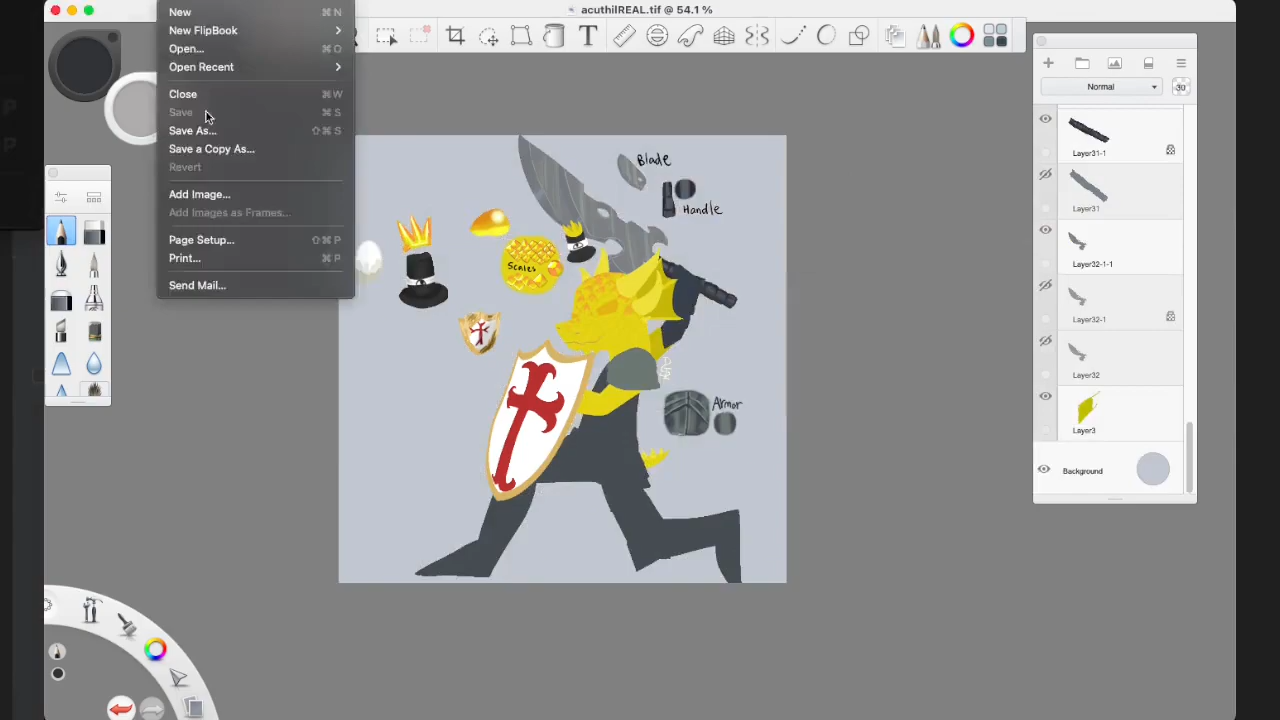 acuthilREAL.tif @ 54.1 %
New ⌘ N
New FlipBook >
Open... ⌘ O
Open Recent >
Close ⌘ W
Save ⌘ S
Save As... ⇧ ⌘ S
Save a Copy As...
Revert
Add Image...
Add Images as Frames...
Page Setup... ⇧ ⌘ P
Print... ⌘ P
Send Mail...
T
Normal
30
Layer31-1
Layer31
Layer32-1-1
Layer32-1
Layer32
Layer3
Background
Blade
Handle
Scales
Armor